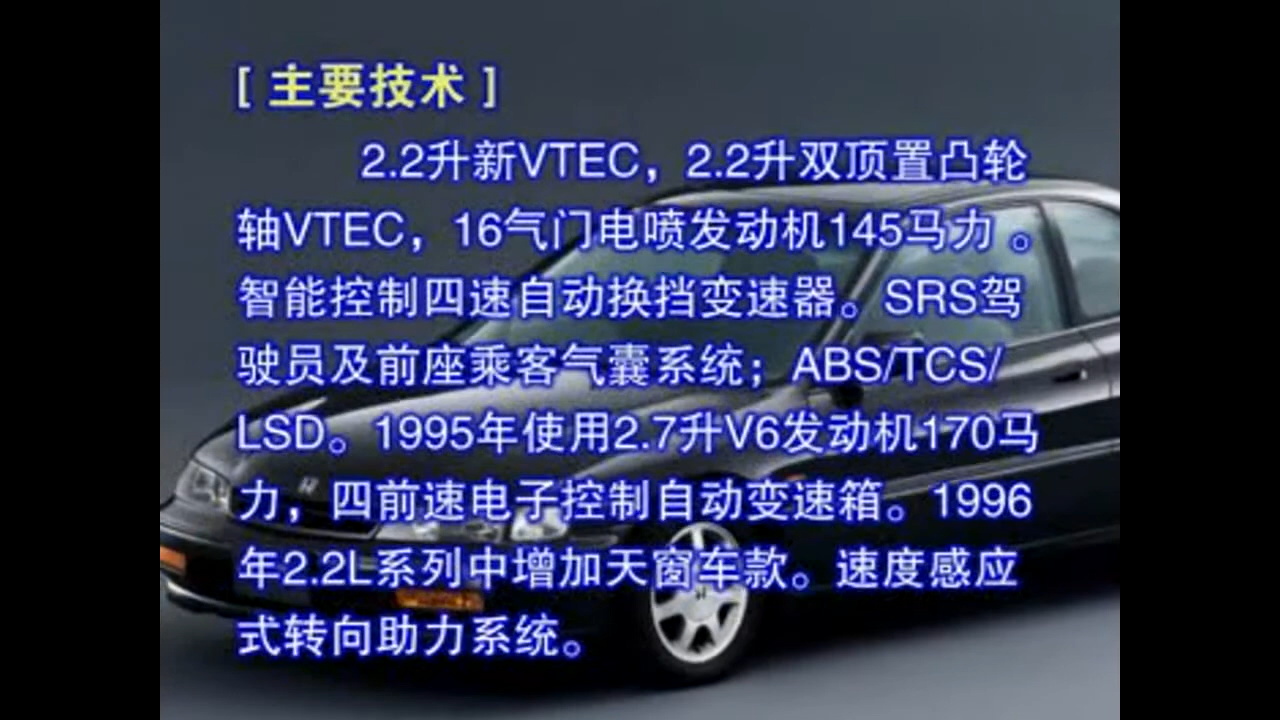 [ 主要技术 ]
2.2升新VTEC，2.2升双顶置凸轮
轴VTEC，16气门电喷发动机145马力 。
智能控制四速自动换挡变速器。SRS驾
驶员及前座乘客气囊系统；ABS/TCS/
LSD。1995年使用2.7升V6发动机170马
力，四前速电子控制自动变速箱。1996
年2.2L系列中增加天窗车款。速度感应
式转向助力系统。